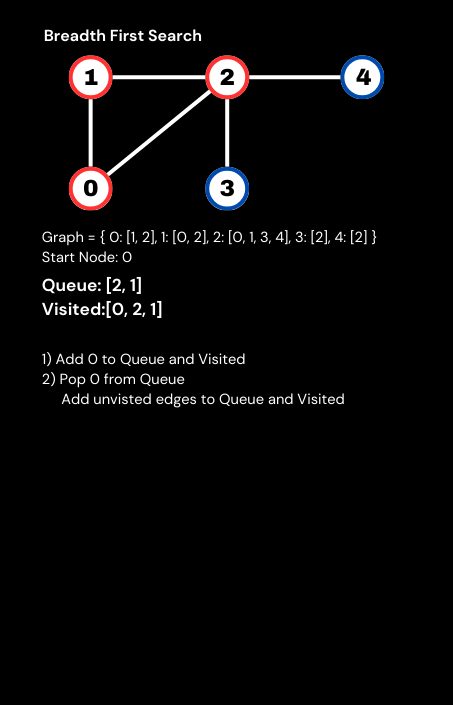 Breadth First Search
1 2 4
0 3
Graph = { 0: [1, 2], 1: [0, 2], 2: [0, 1, 3, 4], 3: [2], 4: [2] }
Start Node: 0
Queue: [2, 1]
Visited:[0, 2, 1]
1) Add 0 to Queue and Visited
2) Pop 0 from Queue
Add unvisted edges to Queue and Visited